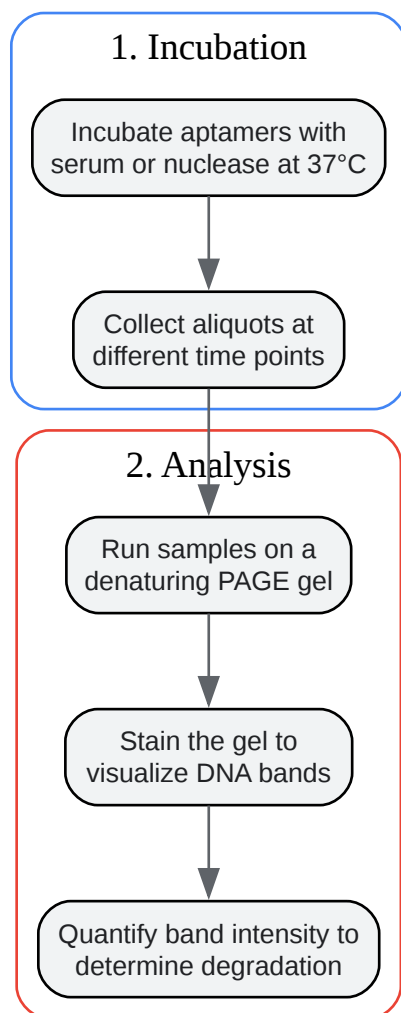 1. Incubation
Incubate aptamers with
serum or nuclease at 37°C
Collect aliquots at
different time points
2. Analysis
Run samples on a
denaturing PAGE gel
Stain the gel to
visualize DNA bands
Quantify band intensity to
determine degradation